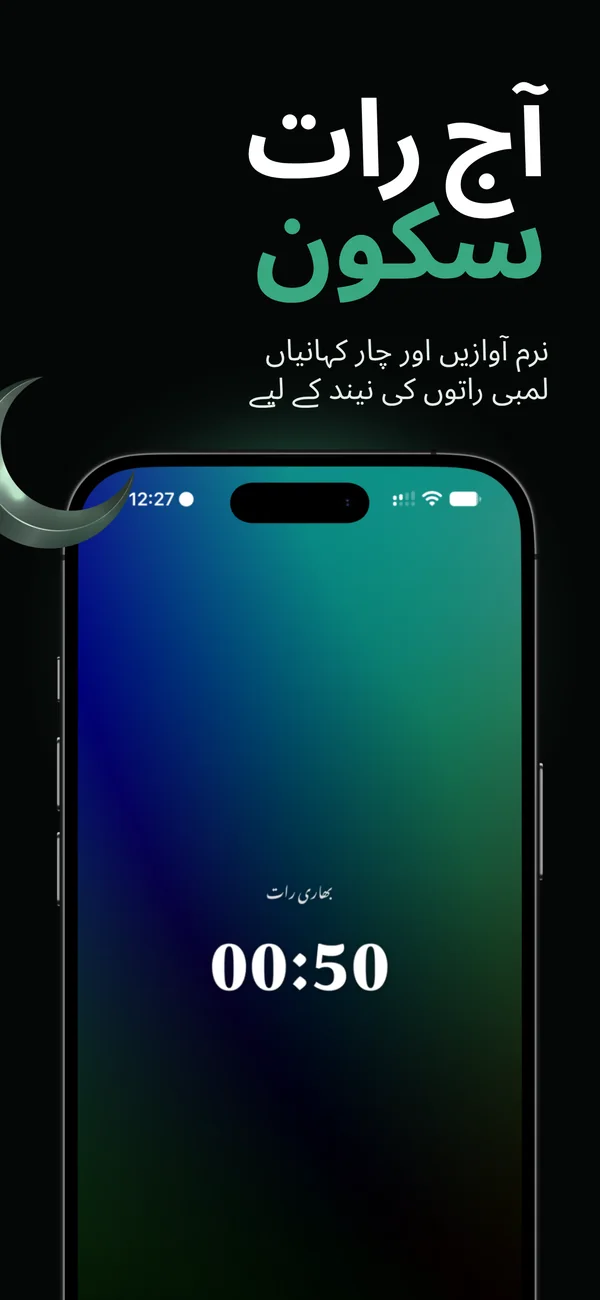 آج رات
سکون
نرم آوازیں اور چار کہانیاں
لمبی راتوں کی نیند کے لیے
12:27
بھاری رات
00:50